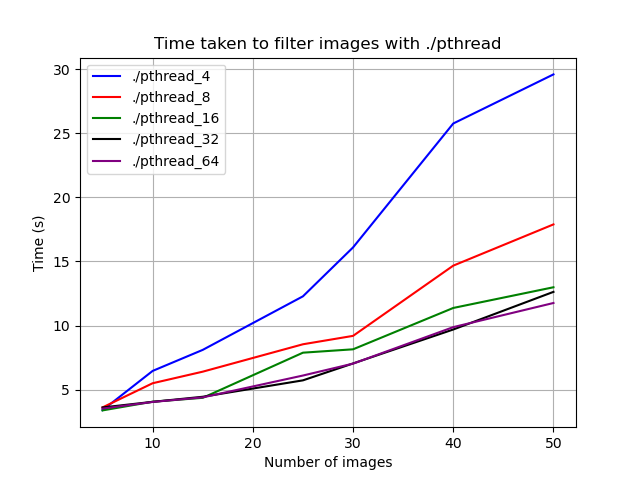 Time taken to filter images with ./pthread
./pthread_4
./pthread_8
./pthread_16
./pthread_32
./pthread_64
30
25
20
15
10
5
Time (s)
10 20 30 40 50
Number of images